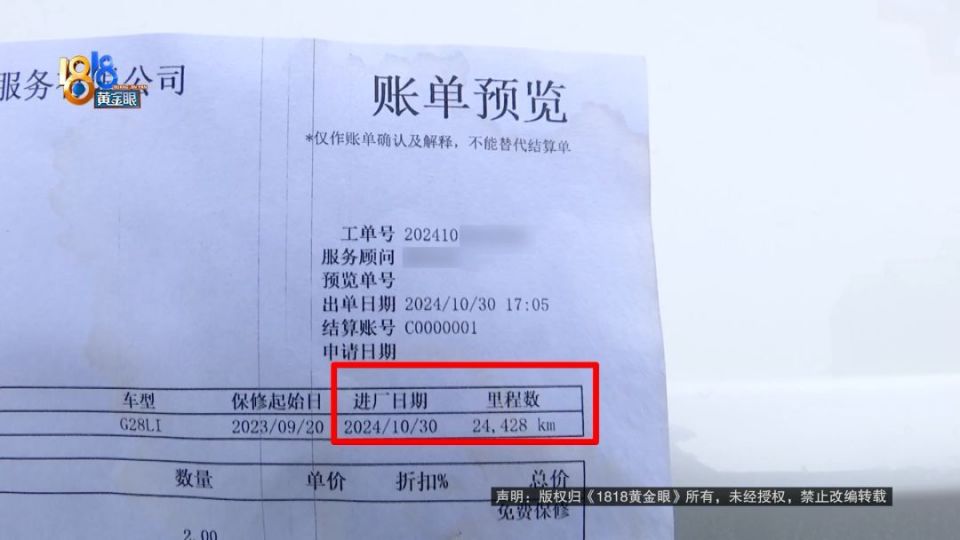 1818
黄金眼
服务 公司
账单预览
*仅作账单确认及解释，不能替代结算单
工单号 202410
服务顾问
预览单号
出单日期 2024/10/30 17:05
结算账号 C0000001
申请日期
车型 保修起始日 进厂日期 里程数
G28LI 2023/09/20 2024/10/30 24,428 km
数量 单价 折扣% 总价
声明：版权归《1818黄金眼》所有，未经授权，禁止改编转载
免费保修
2.00